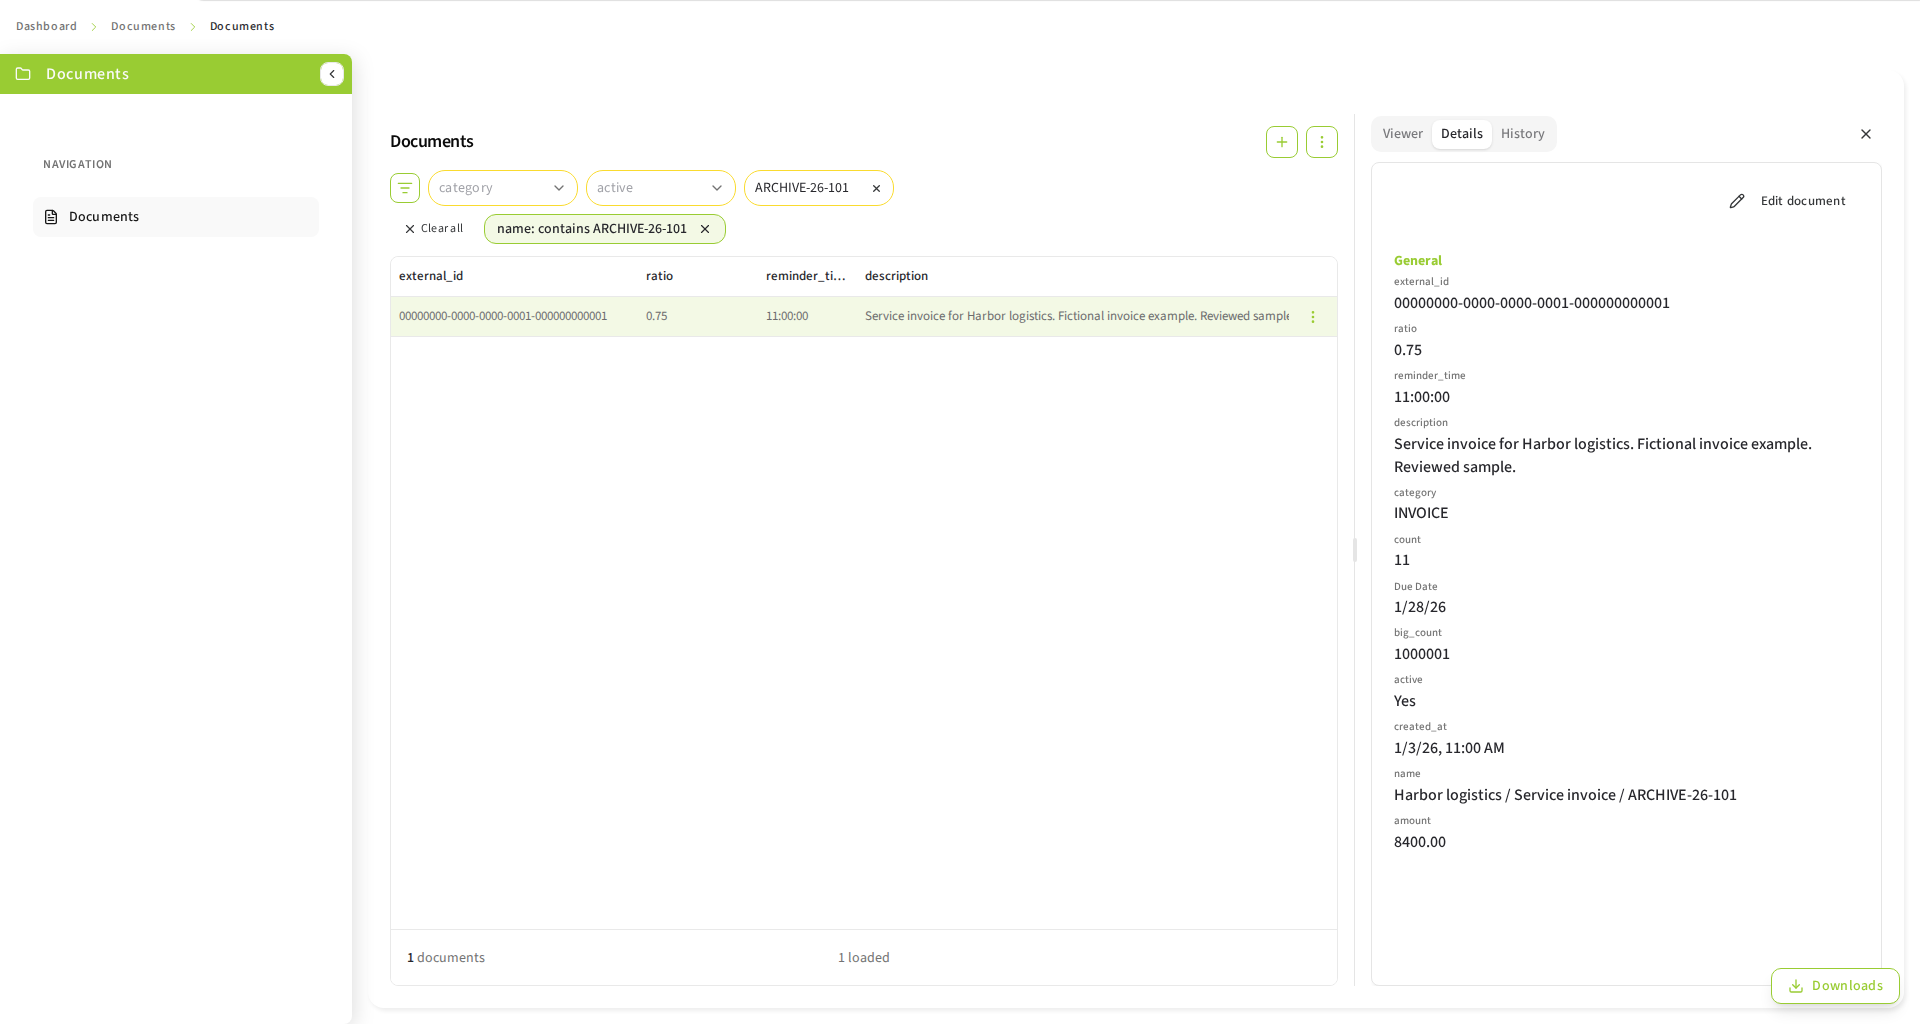 Dashboard > Documents > Documents
Documents
NAVIGATION
Documents
Documents
category
active
ARCHIVE-26-101
Clear all
name: contains ARCHIVE-26-101
external_id ratio reminder_ti... description
00000000-0000-0000-0001-000000000001 0.75 11:00:00 Service invoice for Harbor logistics. Fictional invoice example. Reviewed sample
1 documents 1 loaded
Viewer Details History
Edit document
General
external_id
00000000-0000-0000-0001-000000000001
ratio
0.75
reminder_time
11:00:00
description
Service invoice for Harbor logistics. Fictional invoice example.
Reviewed sample.
category
INVOICE
count
11
Due Date
1/28/26
big_count
1000001
active
Yes
created_at
1/3/26, 11:00 AM
name
Harbor logistics / Service invoice / ARCHIVE-26-101
amount
8400.00
Downloads